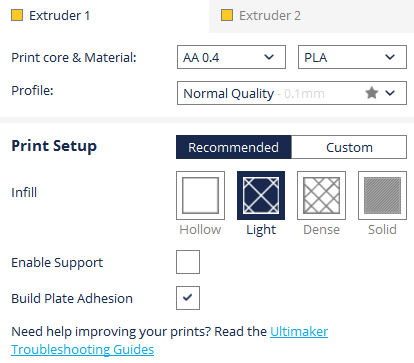 Extruder 1 Extruder 2
Print core & Material: AA 0.4 PLA
Profile: Normal Quality - 0.1mm
Print Setup Recommended Custom
Infill
Hollow Light Dense Solid
Enable Support
Build Plate Adhesion
Need help improving your prints? Read the Ultimaker
Troubleshooting Guides